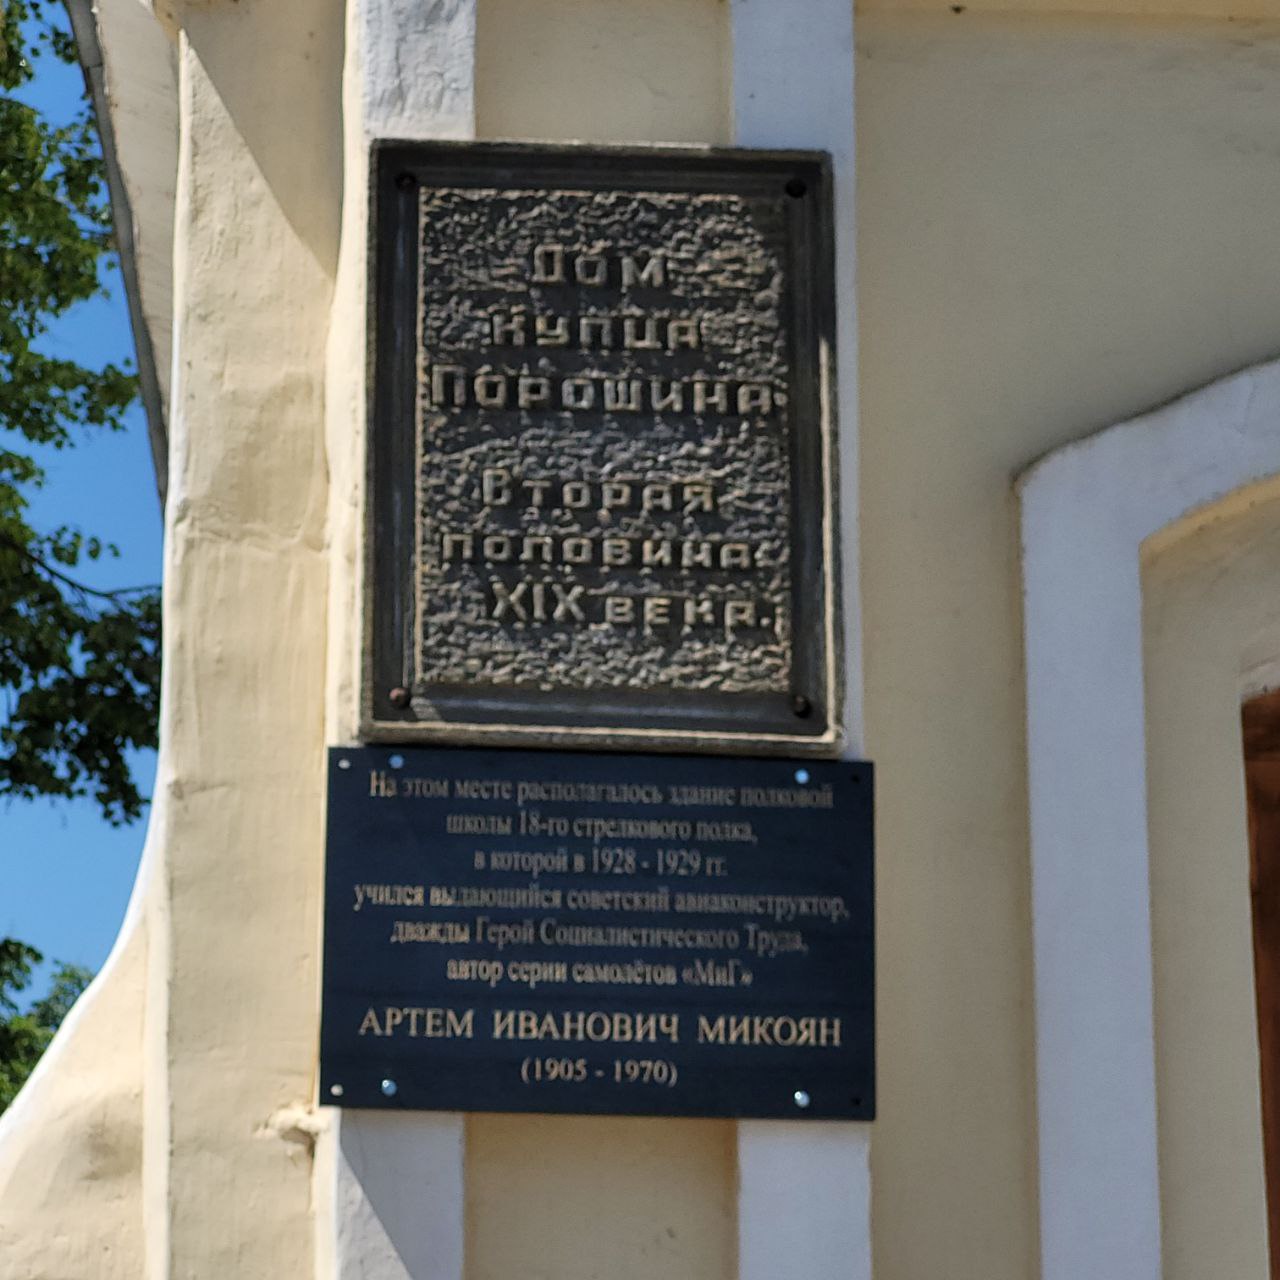 Дом
купца
Порошина.
Вторая
половина
XIX века.
На этом месте располагалось здание полковой
школы 18-го стрелкового полка,
в которой в 1928 - 1929 гг.
учился выдающийся советский авиаконструктор,
дважды Герой Социалистического Труда,
автор серии самолётов «МиГ»
АРТЕМ ИВАНОВИЧ МИКОЯН
(1905 - 1970)